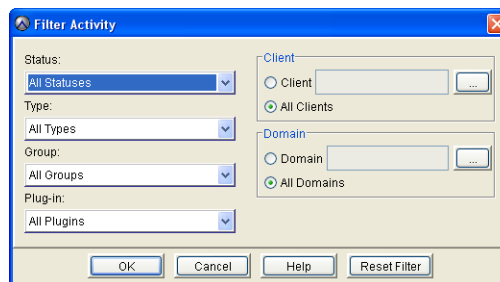 Filter Activity
Status:
All Statuses
Type:
All Types
Group:
All Groups
Plug-in:
All Plugins
Client
Client
...
All Clients
Domain
Domain
...
All Domains
OK
Cancel
Help
Reset Filter